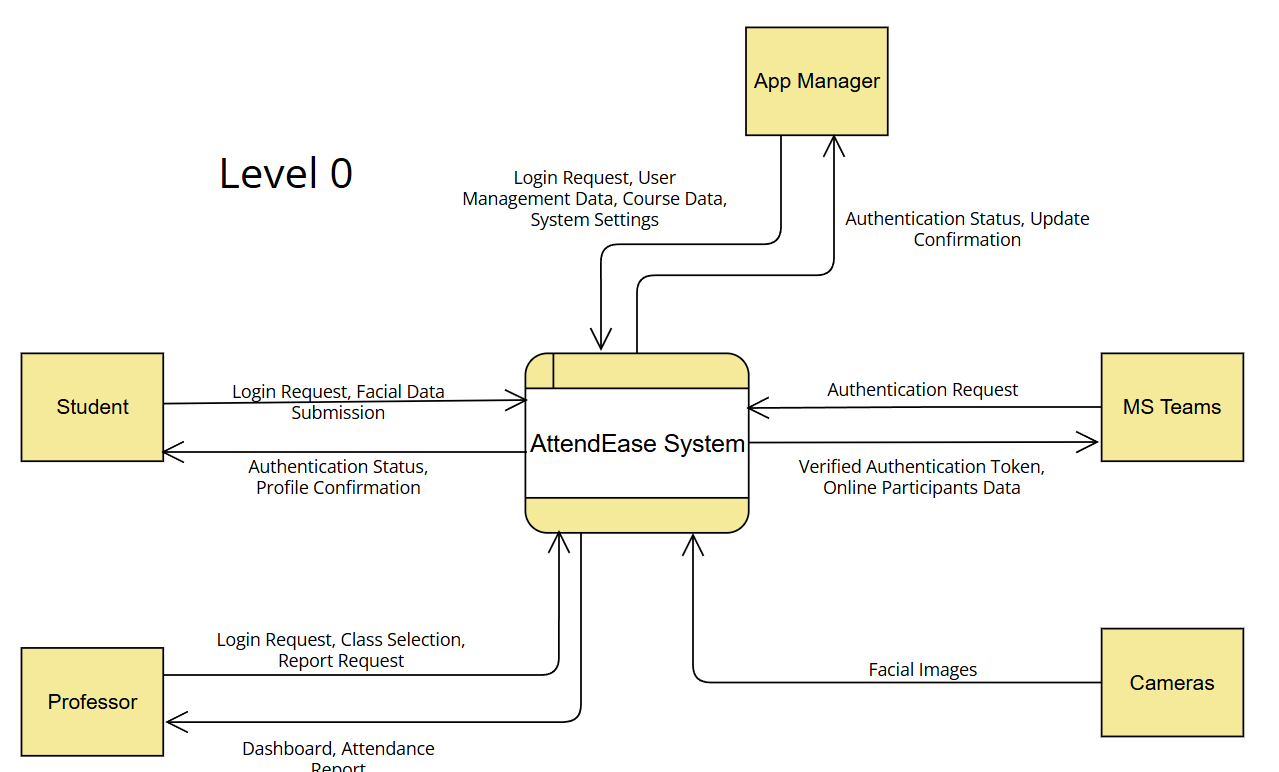 App Manager
Level 0
Login Request, User
Management Data, Course Data,
System Settings
Authentication Status, Update
Confirmation
Student
Login Request, Facial Data
Submission
Authentication Status,
Profile Confirmation
AttendEase System
Authentication Request
Verified Authentication Token,
Online Participants Data
MS Teams
Professor
Login Request, Class Selection,
Report Request
Dashboard, Attendance
Report
Facial Images
Cameras